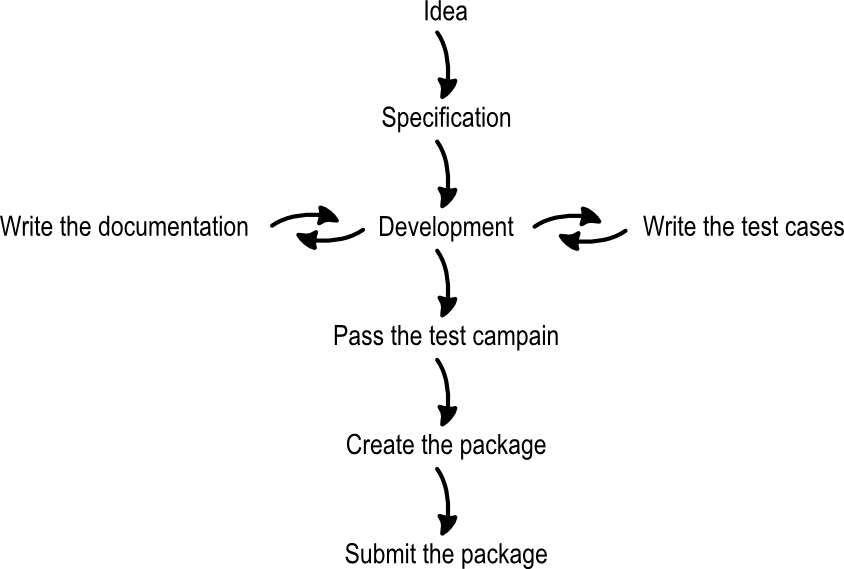 Idea
Specification
Write the documentation
Development
Write the test cases
Pass the test campain
Create the package
Submit the package